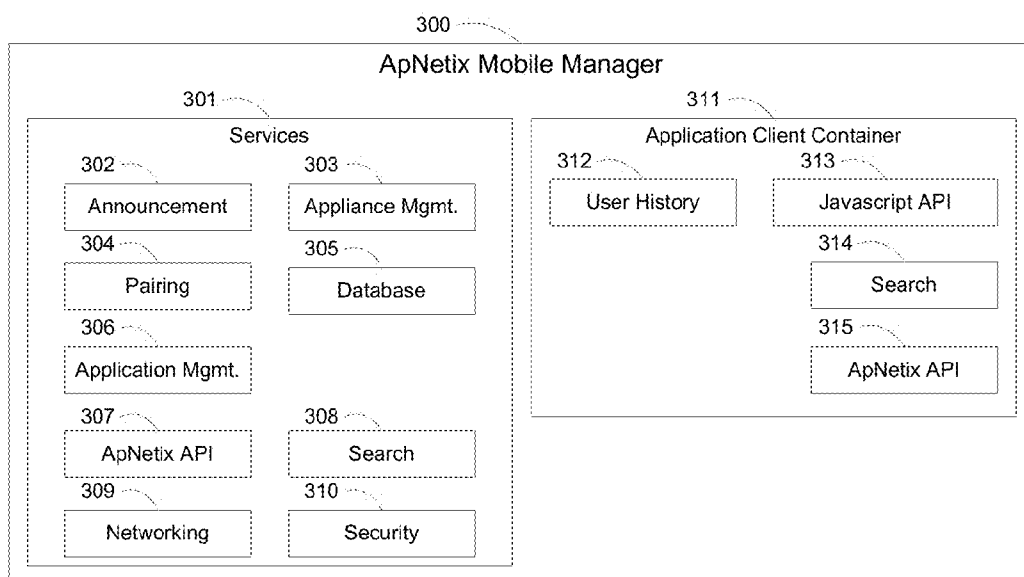 300
ApNetix Mobile Manager
301
Services
302
Announcement
303
Appliance Mgmt.
304
Pairing
305
Database
306
Application Mgmt.
307
ApNetix API
308
Search
309
Networking
310
Security
311
Application Client Container
312
User History
313
Javascript API
314
Search
315
ApNetix API